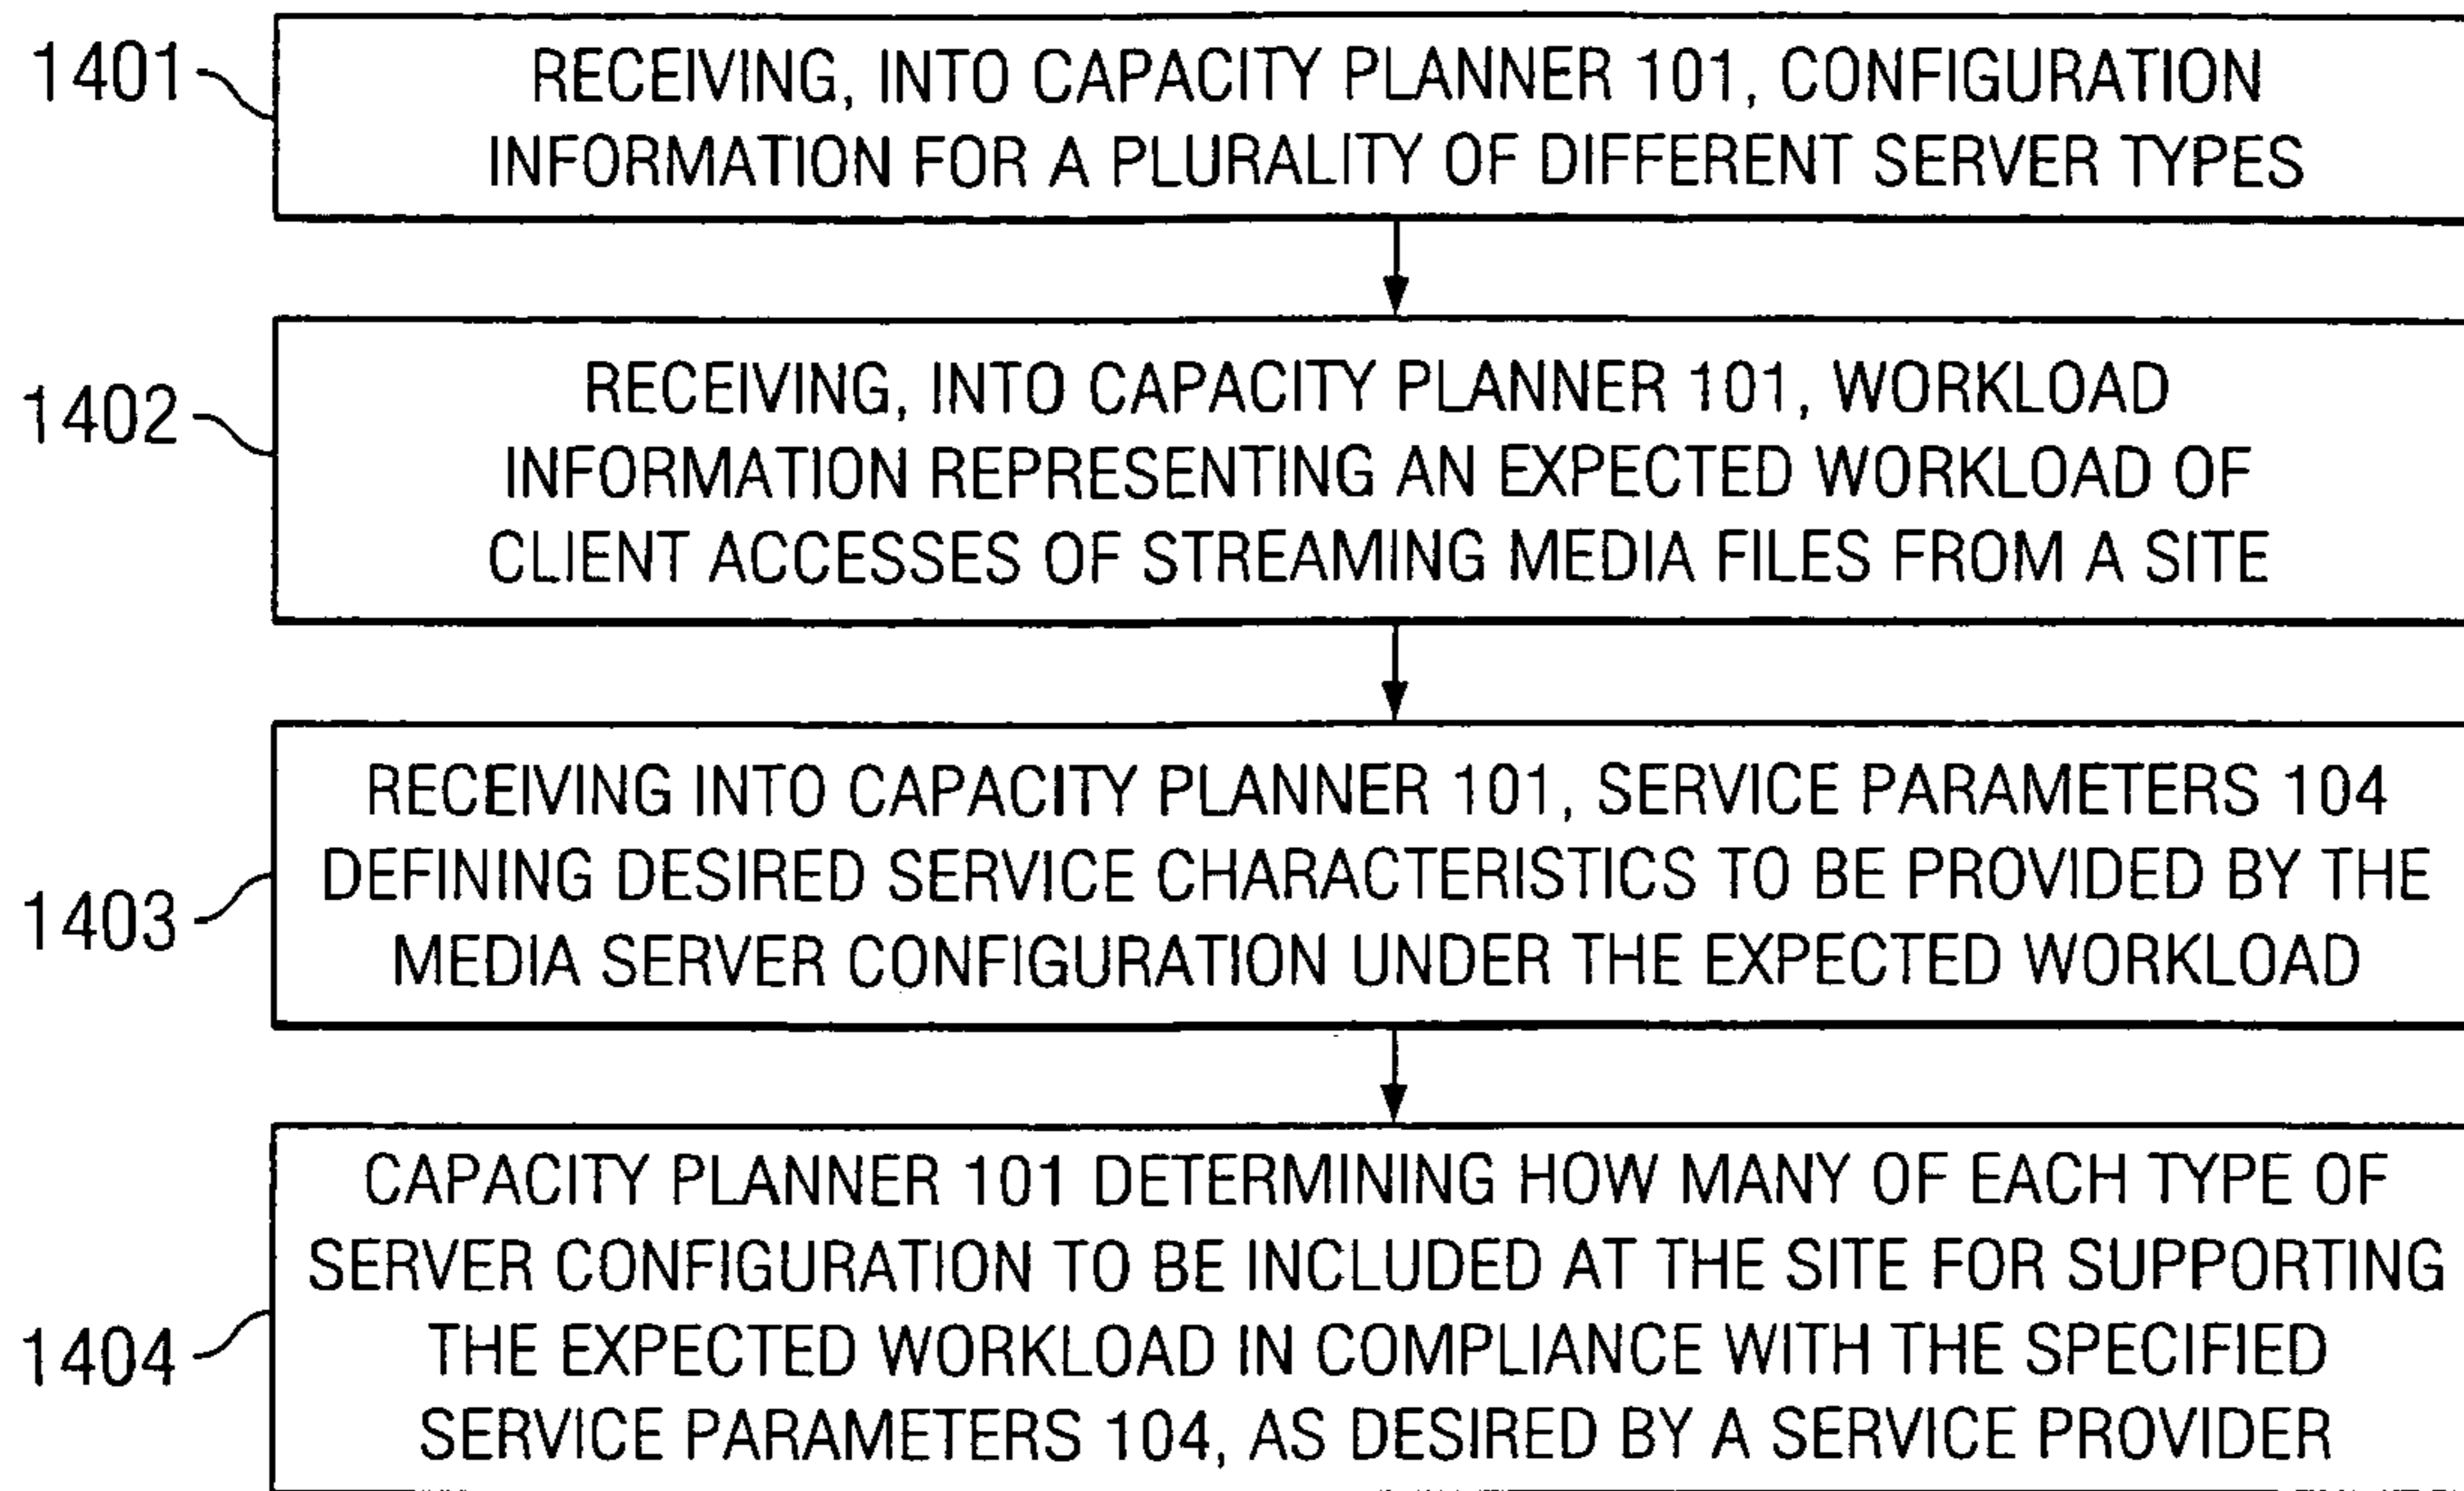 1401
RECEIVING, INTO CAPACITY PLANNER 101, CONFIGURATION
INFORMATION FOR A PLURALITY OF DIFFERENT SERVER TYPES
1402
RECEIVING, INTO CAPACITY PLANNER 101, WORKLOAD
INFORMATION REPRESENTING AN EXPECTED WORKLOAD OF
CLIENT ACCESSES OF STREAMING MEDIA FILES FROM A SITE
1403
RECEIVING INTO CAPACITY PLANNER 101, SERVICE PARAMETERS 104
DEFINING DESIRED SERVICE CHARACTERISTICS TO BE PROVIDED BY THE
MEDIA SERVER CONFIGURATION UNDER THE EXPECTED WORKLOAD
1404
CAPACITY PLANNER 101 DETERMINING HOW MANY OF EACH TYPE OF
SERVER CONFIGURATION TO BE INCLUDED AT THE SITE FOR SUPPORTING
THE EXPECTED WORKLOAD IN COMPLIANCE WITH THE SPECIFIED
SERVICE PARAMETERS 104, AS DESIRED BY A SERVICE PROVIDER